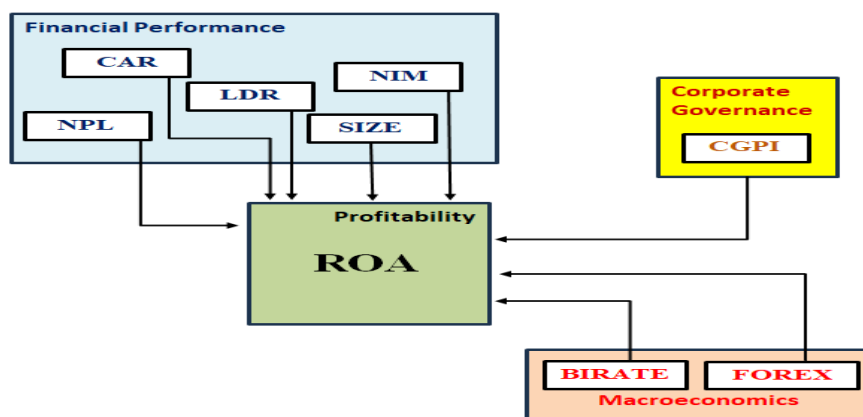 Financial Performance
CAR
NIM
LDR
NPL
SIZE
Corporate
Governance
CGPI
Profitability
ROA
BIRATE
FOREX
Macroeconomics